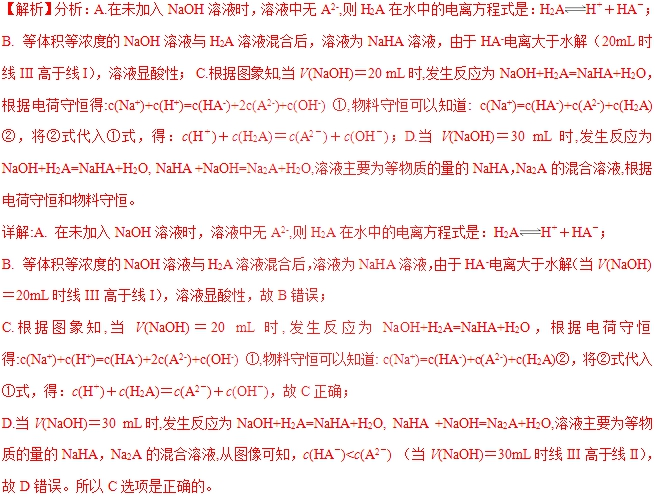 【解析】分析：A.在未加入 NaOH 溶液时，溶液中无 A²⁻,则 H₂A 在水中的电离方程式是：H₂A⇌H⁺＋HA⁻；
B. 等体积等浓度的 NaOH 溶液与 H₂A 溶液混合后，溶液为 NaHA 溶液，由于 HA⁻电离大于水解（20mL 时
线 III 高于线 I），溶液显酸性； C.根据图象知,当 V(NaOH)＝20 mL 时,发生反应为 NaOH+H₂A=NaHA+H₂O，
根据电荷守恒得:c(Na⁺)+c(H⁺)=c(HA⁻)+2c(A²⁻)+c(OH⁻) ①,物料守恒可以知道: c(Na⁺)=c(HA⁻)+c(A²⁻)+c(H₂A)
②，将②式代入①式，得：c(H⁺)＋c(H₂A)＝c(A²⁻)＋c(OH⁻)；D.当 V(NaOH)＝30 mL 时,发生反应为
NaOH+H₂A=NaHA+H₂O, NaHA +NaOH=Na₂A+H₂O,溶液主要为等物质的量的 NaHA，Na₂A 的混合溶液,根据
电荷守恒和物料守恒。
详解:A. 在未加入 NaOH 溶液时，溶液中无 A²⁻,则 H₂A 在水中的电离方程式是：H₂A⇌H⁺＋HA⁻；
B. 等体积等浓度的 NaOH 溶液与 H₂A 溶液混合后，溶液为 NaHA 溶液，由于 HA⁻电离大于水解（当 V(NaOH)
＝20mL 时线 III 高于线 I），溶液显酸性，故 B 错误；
C.根据图象知,当 V(NaOH)＝20 mL 时,发生反应为 NaOH+H₂A=NaHA+H₂O，根据电荷守恒
得:c(Na⁺)+c(H⁺)=c(HA⁻)+2c(A²⁻)+c(OH⁻) ①,物料守恒可以知道: c(Na⁺)=c(HA⁻)+c(A²⁻)+c(H₂A)②，将②式代入
①式，得：c(H⁺)＋c(H₂A)＝c(A²⁻)＋c(OH⁻)，故 C 正确；
D.当 V(NaOH)＝30 mL 时,发生反应为 NaOH+H₂A=NaHA+H₂O, NaHA +NaOH=Na₂A+H₂O,溶液主要为等物
质的量的 NaHA，Na₂A 的混合溶液,从图像可知，c(HA⁻)<c(A²⁻) （当 V(NaOH)＝30mL 时线 III 高于线 II），
故 D 错误。所以 C 选项是正确的。